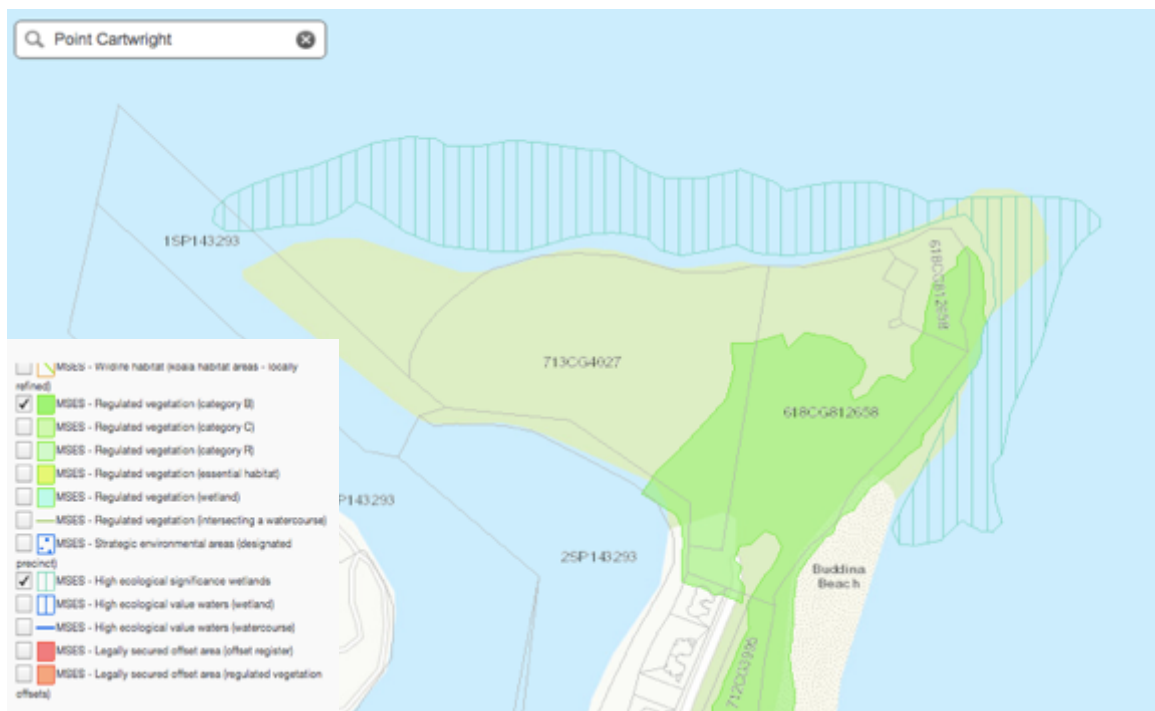 Point Cartwright
1SP143293
713CG4027
618CG812658
618CG812658
MSES - Wildlife habitat (koala habitat areas - locally
refined)
MSES - Regulated vegetation (category B)
MSES - Regulated vegetation (category C)
MSES - Regulated vegetation (category R)
MSES - Regulated vegetation (essential habitat)
MSES - Regulated vegetation (wetland)
MSES - Regulated vegetation (intersecting a watercourse)
MSES - Strategic environmental areas (designated
precinct)
MSES - High ecological significance wetlands
MSES - High ecological value waters (wetland)
MSES - High ecological value waters (watercourse)
MSES - Legally secured offset area (offset register)
MSES - Legally secured offset area (regulated vegetation
offsets)
P143293
2SP143293
Buddina
Beach
712CG3995